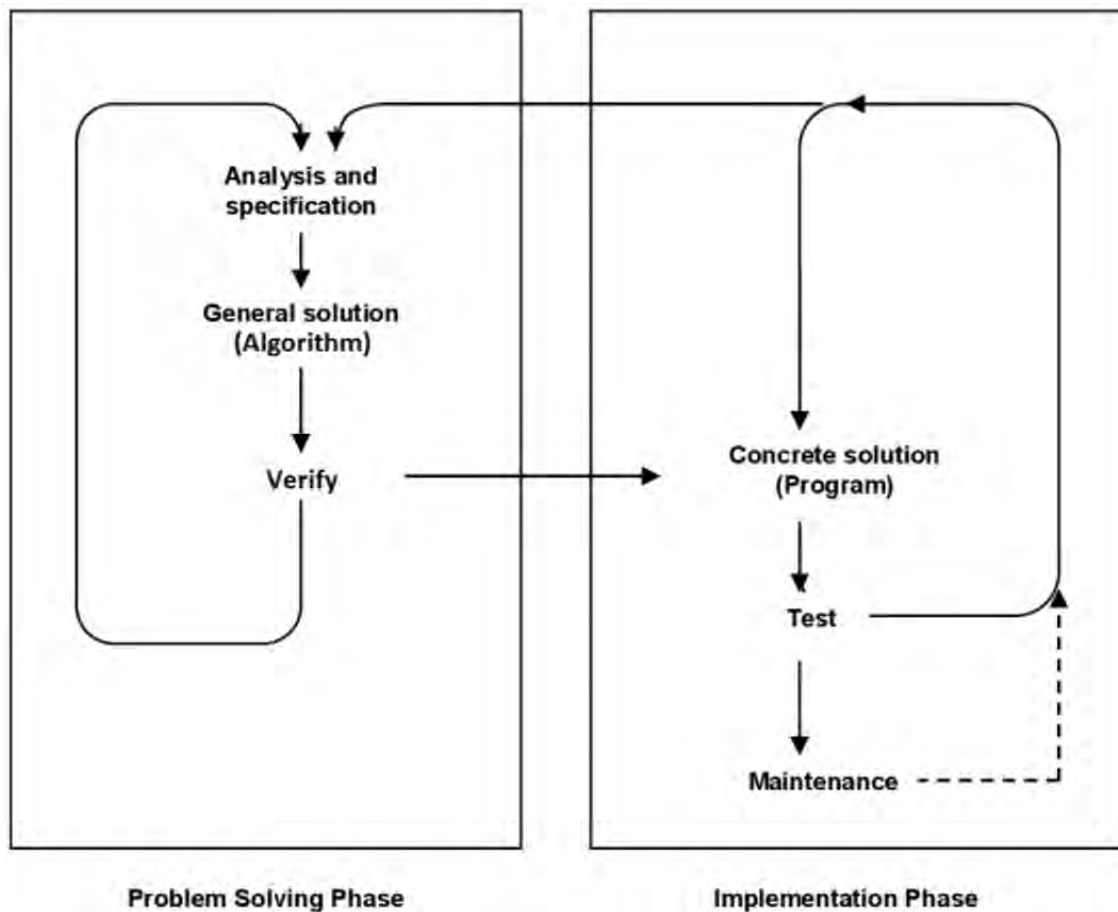 Analysis and
specification
General solution
(Algorithm)
Verify
Concrete solution
(Program)
Test
Maintenance
Problem Solving Phase
Implementation Phase